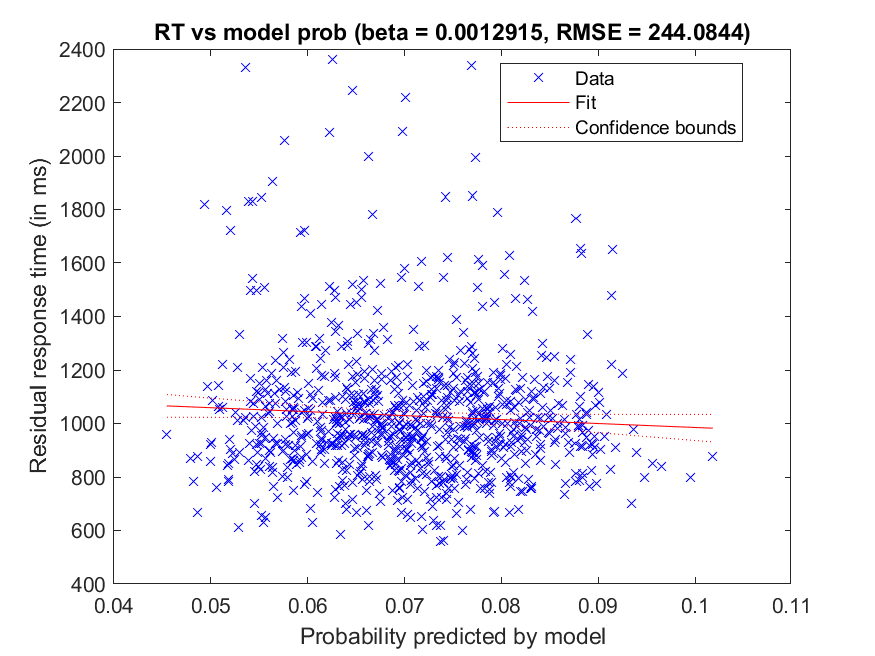 RT vs model prob (beta = 0.0012915, RMSE = 244.0844)
2400
2200
2000
1800
1600
1400
1200
1000
800
600
400
Residual response time (in ms)
Data
Fit
Confidence bounds
0.04 0.05 0.06 0.07 0.08 0.09 0.1 0.11
Probability predicted by model